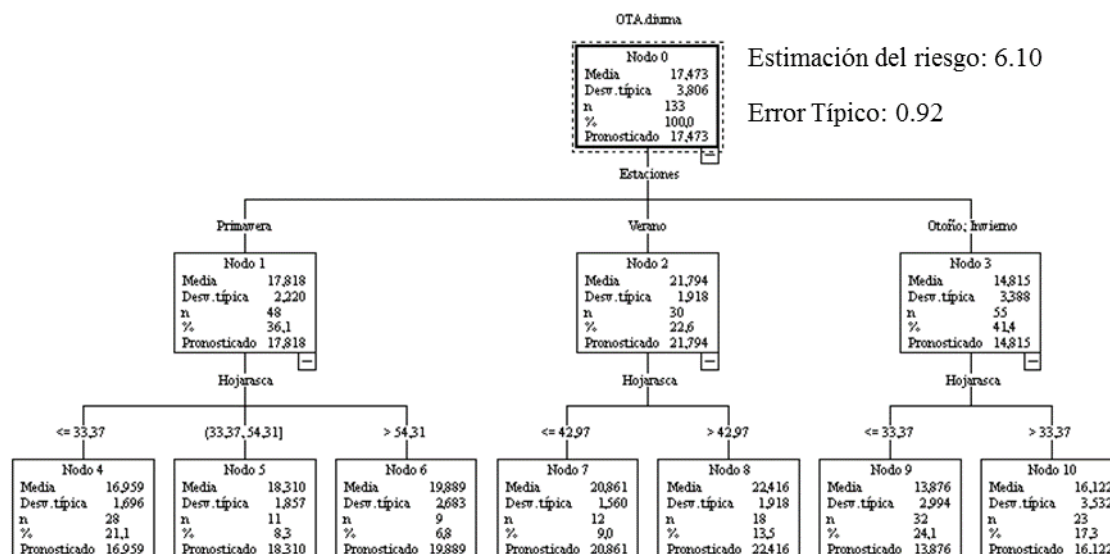 OTA.diurna
Nodo 0
Media 17,473
Desv.típica 3,806
n 133
% 100,0
Pronosticado 17,473
Estimación del riesgo: 6.10
Error Típico: 0.92
Estaciones
Primavera
Verano
Otoño; Invierno
Nodo 1
Media 17,818
Desv.típica 2,220
n 48
% 36,1
Pronosticado 17,818
Nodo 2
Media 21,794
Desv.típica 1,918
n 30
% 22,6
Pronosticado 21,794
Nodo 3
Media 14,815
Desv.típica 3,388
n 55
% 41,4
Pronosticado 14,815
Hojarasca
Hojarasca
Hojarasca
<= 33,37
(33,37, 54,31]
> 54,31
<= 42,97
> 42,97
<= 33,37
> 33,37
Nodo 4
Media 16,959
Desv.típica 1,696
n 28
% 21,1
Pronosticado 16,959
Nodo 5
Media 18,310
Desv.típica 1,857
n 11
% 8,3
Pronosticado 18,310
Nodo 6
Media 19,889
Desv.típica 2,683
n 9
% 6,8
Pronosticado 19,889
Nodo 7
Media 20,861
Desv.típica 1,560
n 12
% 9,0
Pronosticado 20,861
Nodo 8
Media 22,416
Desv.típica 1,918
n 18
% 13,5
Pronosticado 22,416
Nodo 9
Media 13,876
Desv.típica 2,994
n 32
% 24,1
Pronosticado 13,876
Nodo 10
Media 16,122
Desv.típica 3,532
n 23
% 17,3
Pronosticado 16,122